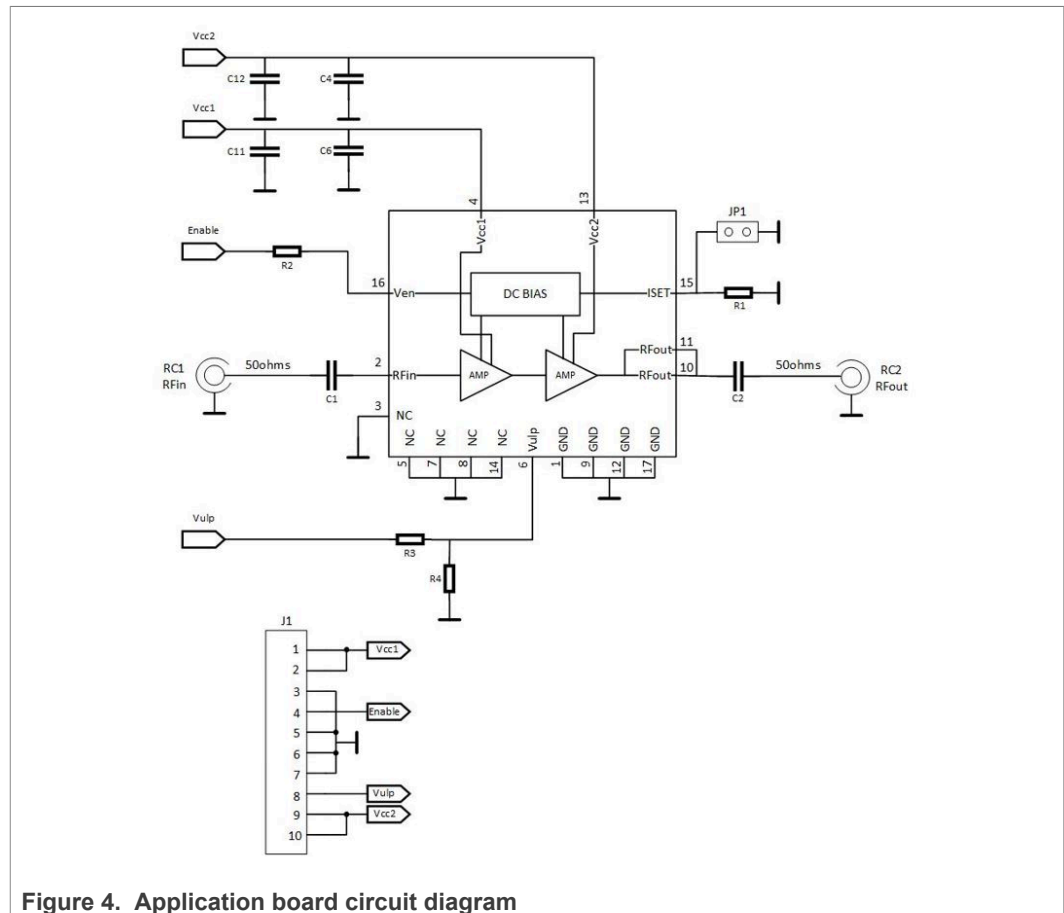 Vcc2
C12
C4
Vcc1
C11
C6
4
13
Vcc1
Vcc2
JP1
Enable
R2
16
Ven
DC BIAS
ISET
15
R1
RC1
RFin
50ohms
C1
2
RFin
AMP
AMP
RFout
11
RFout
10
C2
50ohms
RC2
RFout
3
NC
NC
NC
NC
NC
Vulp
GND
GND
GND
GND
5
7
8
14
6
1
9
12
17
Vulp
R3
R4
J1
1
Vcc1
2
3
4
Enable
5
6
7
8
Vulp
9
Vcc2
10
Figure 4. Application board circuit diagram